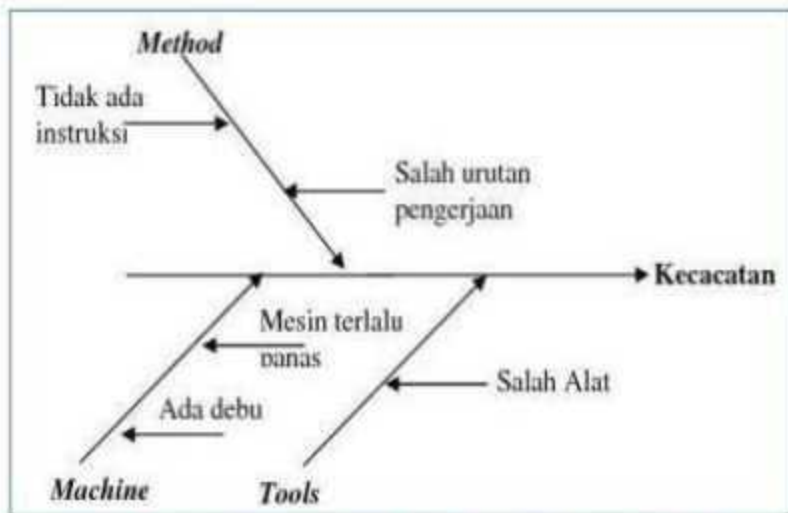 Method
Tidak ada
instruksi
Salah urutan
pengerjaan
Kecacatan
Mesin terlalu
panas
Salah Alat
Ada debu
Machine
Tools